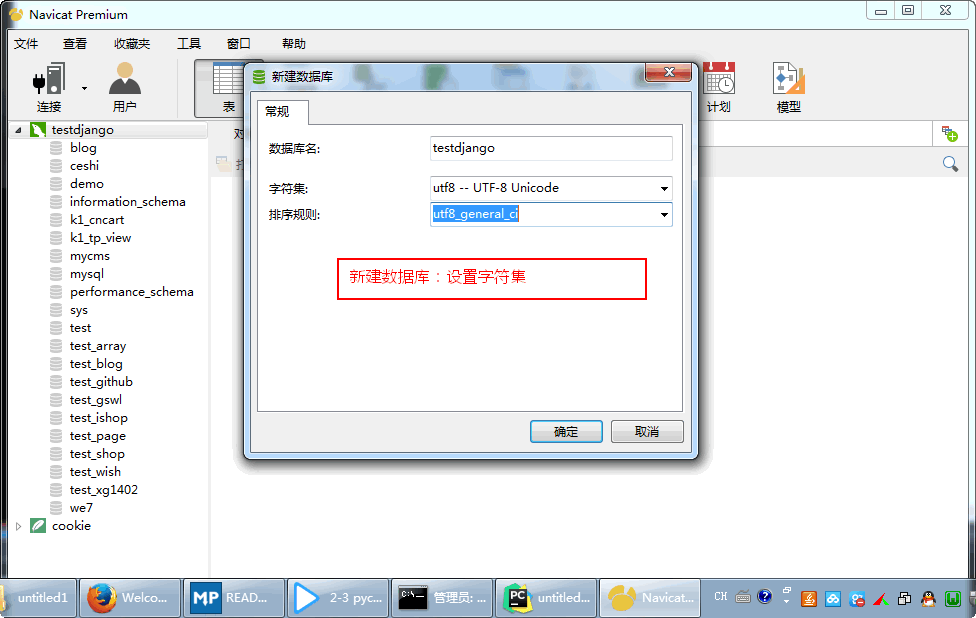 Navicat Premium
文件 查看 收藏夹 工具 窗口 帮助
连接 用户 表 计划 模型
新建数据库
常规
数据库名: testdjango
字符集: utf8 -- UTF-8 Unicode
排序规则: utf8_general_ci
新建数据库：设置字符集
确定 取消
testdjango
blog
ceshi
demo
information_schema
k1_cncart
k1_tp_view
mycms
mysql
performance_schema
sys
test
test_array
test_blog
test_github
test_gswl
test_ishop
test_page
test_shop
test_wish
test_xg1402
we7
cookie
untitled1 Welco... MP READ... 2-3 pyc... C:\. 管理员: ... PC untitled... Navicat... CH